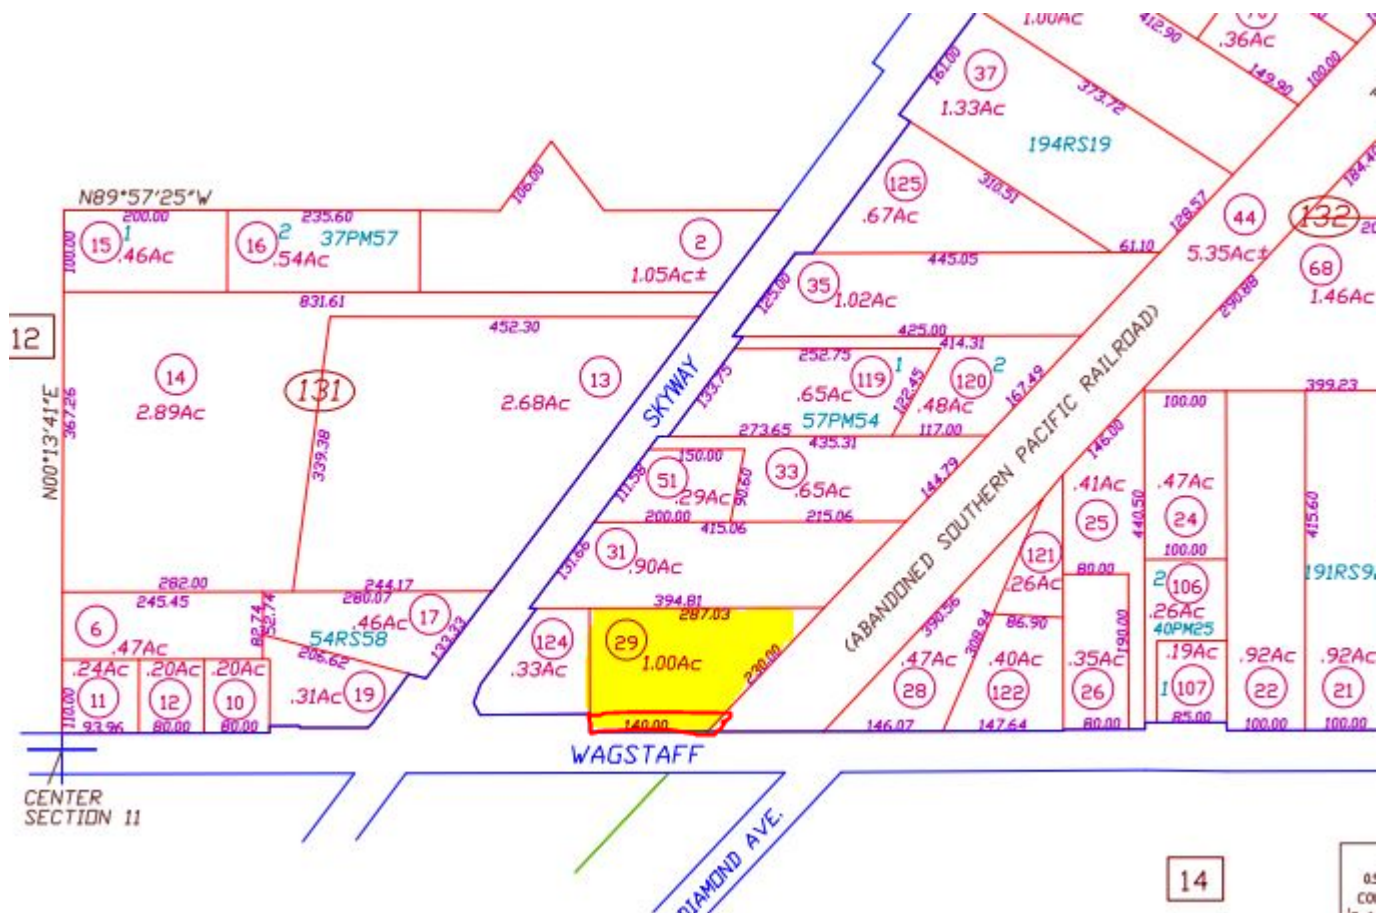 1.00Ac
412.90
.36Ac
100.00
149.90
161.00
37
1.33Ac
373.72
194RS19
184.40
N89°57'25"W
200.00
235.60
106.00
125
310.51
.67Ac
128.57
44
132
15
1
.46Ac
100.00
16
2
.54Ac
37PM57
2
1.05Ac±
61.10
5.35Ac±
68
1.46Ac
445.05
35
1.02Ac
125.00
290.88
831.61
452.30
12
425.00
414.31
SKYWAY
133.75
252.75
119
1
.65Ac
122.45
120
2
.48Ac
167.49
(ABANDONED SOUTHERN PACIFIC RAILROAD)
14
2.89Ac
131
13
2.68Ac
399.23
100.00
367.26
N00°13'41"E
57PM54
273.65
435.31
117.00
146.00
339.38
150.00
51
.29Ac
111.58
90.60
33
.65Ac
144.79
.41Ac
25
440.50
.47Ac
24
415.60
200.00
415.06
215.06
31
.90Ac
131.66
121
.26Ac
100.00
80.00
2
106
.26Ac
40PM25
191RS92
282.00
245.45
244.17
280.07
394.81
287.03
6
.47Ac
82.74
52.74
54RS58
.46Ac
17
133.33
206.62
124
.33Ac
29
1.00Ac
230.00
390.56
308.94
86.90
190.00
.24Ac
.20Ac
.20Ac
11
12
10
110.00
93.96
80.00
80.00
.31Ac
19
140.00
.47Ac
28
.40Ac
122
.35Ac
26
.19Ac
1
107
.92Ac
22
.92Ac
21
146.07
147.64
80.00
85.00
100.00
100.00
WAGSTAFF
CENTER
SECTION 11
DIAMOND AVE.
14